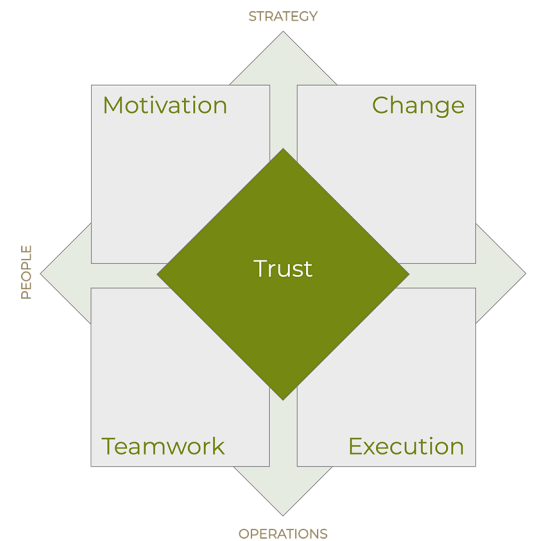 STRATEGY
Motivation
Change
PEOPLE
Trust
Teamwork
Execution
OPERATIONS